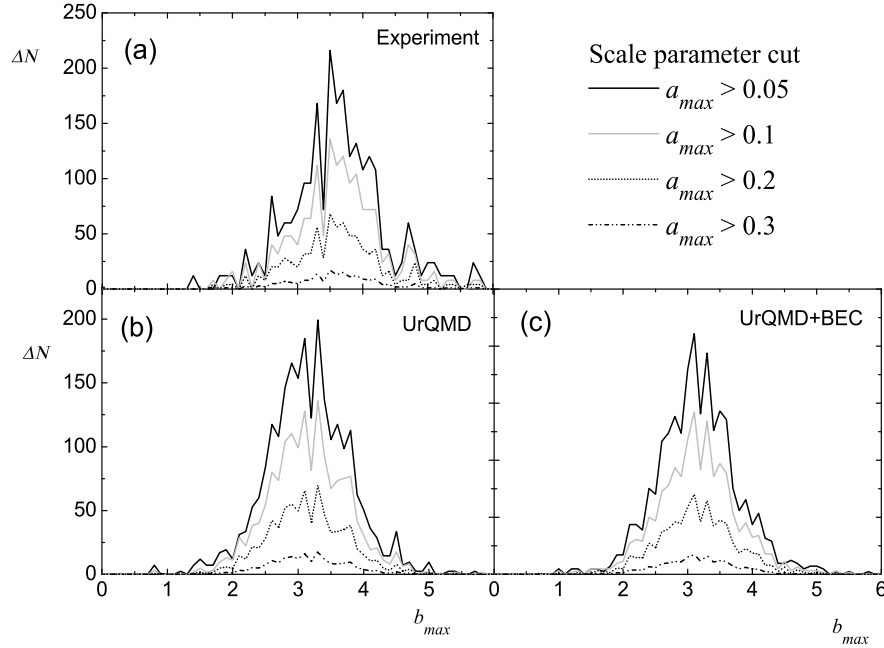 250
ΔN
200
150
100
50
0
(a)
Experiment
Scale parameter cut
a_max > 0.05
a_max > 0.1
a_max > 0.2
a_max > 0.3
200
ΔN
150
100
50
0
(b)
UrQMD
(c)
UrQMD+BEC
0 1 2 3 4 5 0 1 2 3 4 5 6
b_max
b_max